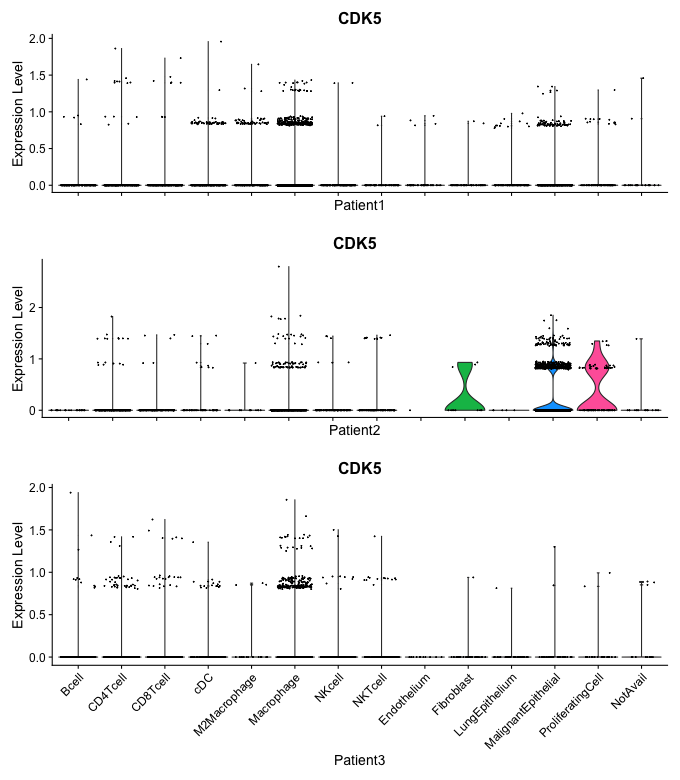 CDK5
Expression Level
2.0
1.5
1.0
0.5
0.0
Patient1
CDK5
Expression Level
2
1
0
Patient2
CDK5
Expression Level
2.0
1.5
1.0
0.5
0.0
Bcell
CD4Tcell
CD8Tcell
cDC
M2Macrophage
Macrophage
NKcell
NKTcell
Endothelium
Fibroblast
LungEpithelium
MalignantEpithelial
ProliferatingCell
NotAvail
Patient3